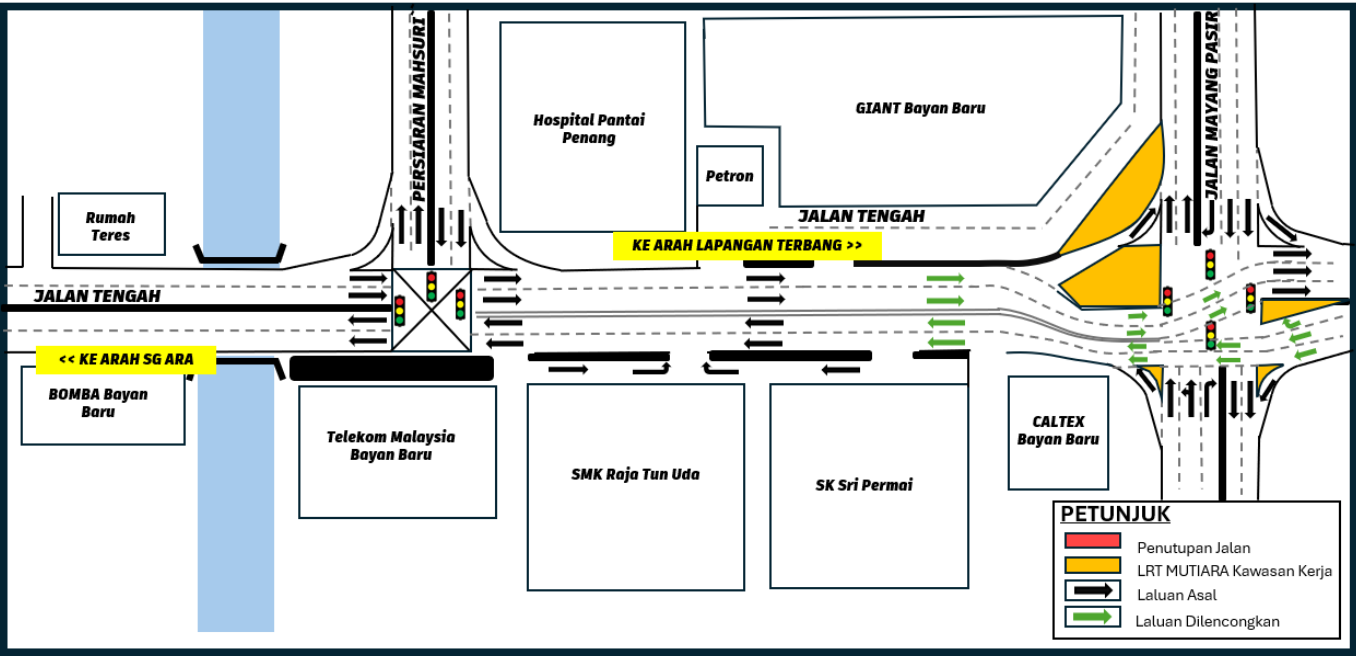 PERSIARAN MAHSURI
JALAN MAYANG PASIR
GIANT Bayan Baru
Hospital Pantai
Penang
Petron
Rumah
Teres
JALAN TENGAH
KE ARAH LAPANGAN TERBANG >>
JALAN TENGAH
<< KE ARAH SG ARA
BOMBA Bayan
Baru
Telekom Malaysia
Bayan Baru
SMK Raja Tun Uda
SK Sri Permai
CALTEX
Bayan Baru
PETUNJUK
Penutupan Jalan
LRT MUTIARA Kawasan Kerja
Laluan Asal
Laluan Dilencongkan